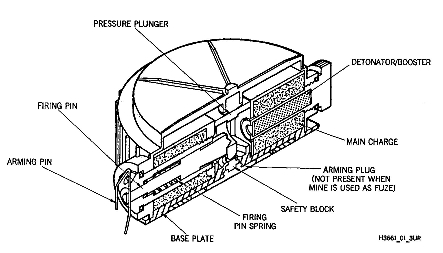 PRESSURE PLUNGER
DETONATOR/BOOSTER
FIRING PIN
MAIN CHARGE
ARMING PIN
ARMING PLUG
(NOT PRESENT WHEN
MINE IS USED AS FUZE)
SAFETY BLOCK
FIRING
PIN SPRING
BASE PLATE
H3661_01_3UR